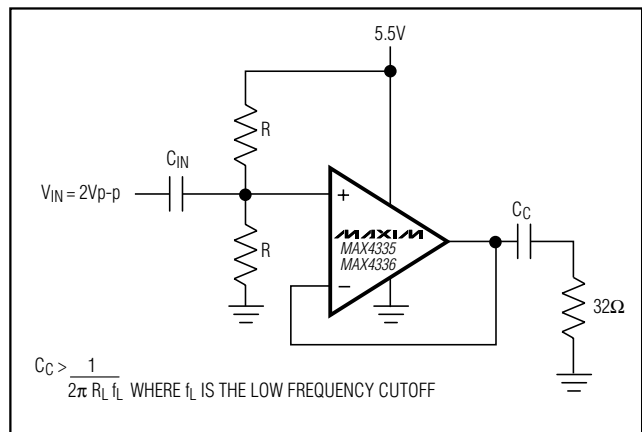 5.5V
R
C_IN
V_IN = 2Vp-p
+
MAXIM
MAX4335
MAX4336
C_C
R
−
32Ω
C_C > 1
2π R_L f_L WHERE f_L IS THE LOW FREQUENCY CUTOFF